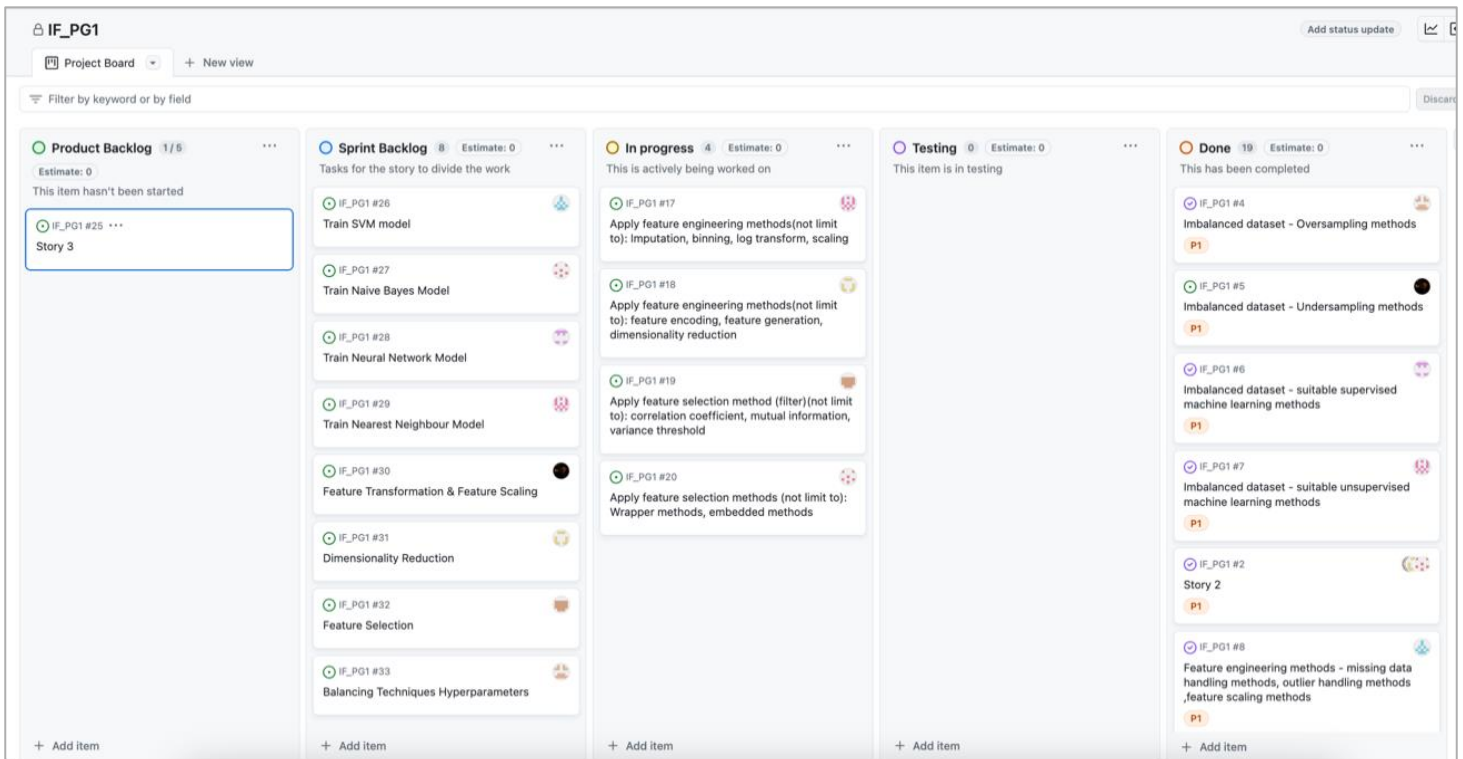 IF_PG1
Add status update
Project Board
+ New view
Filter by keyword or by field
Product Backlog 1/5
Estimate: 0
This item hasn't been started
IF_PG1 #25 ···
Story 3
+ Add item
Sprint Backlog 8 Estimate: 0
Tasks for the story to divide the work
IF_PG1 #26
Train SVM model
IF_PG1 #27
Train Naive Bayes Model
IF_PG1 #28
Train Neural Network Model
IF_PG1 #29
Train Nearest Neighbour Model
IF_PG1 #30
Feature Transformation & Feature Scaling
IF_PG1 #31
Dimensionality Reduction
IF_PG1 #32
Feature Selection
IF_PG1 #33
Balancing Techniques Hyperparameters
+ Add item
In progress 4 Estimate: 0
This is actively being worked on
IF_PG1 #17
Apply feature engineering methods(not limit
to): Imputation, binning, log transform, scaling
IF_PG1 #18
Apply feature engineering methods(not limit
to): feature encoding, feature generation,
dimensionality reduction
IF_PG1 #19
Apply feature selection method (filter)(not limit
to): correlation coefficient, mutual information,
variance threshold
IF_PG1 #20
Apply feature selection methods (not limit to):
Wrapper methods, embedded methods
+ Add item
Testing 0 Estimate: 0
This item is in testing
+ Add item
Done 19 Estimate: 0
This has been completed
IF_PG1 #4
Imbalanced dataset - Oversampling methods
P1
IF_PG1 #5
Imbalanced dataset - Undersampling methods
P1
IF_PG1 #6
Imbalanced dataset - suitable supervised
machine learning methods
P1
IF_PG1 #7
Imbalanced dataset - suitable unsupervised
machine learning methods
P1
IF_PG1 #2
Story 2
P1
IF_PG1 #8
Feature engineering methods - missing data
handling methods, outlier handling methods
,feature scaling methods
P1
+ Add item